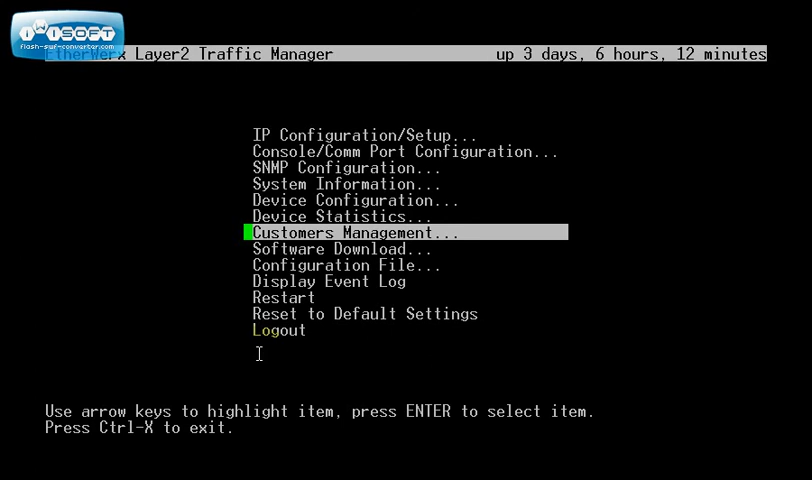 iWiSOFT
flash-swf-converter.com
EtherWerx Layer2 Traffic Manager up 3 days, 6 hours, 12 minutes
IP Configuration/Setup...
Console/Comm Port Configuration...
SNMP Configuration...
System Information...
Device Configuration...
Device Statistics...
Customers Management...
Software Download...
Configuration File...
Display Event Log
Restart
Reset to Default Settings
Logout
Use arrow keys to highlight item, press ENTER to select item.
Press Ctrl-X to exit.